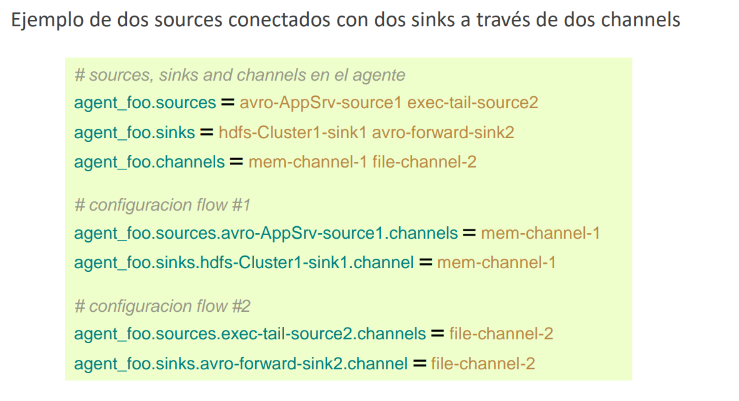 Ejemplo de dos sources conectados con dos sinks a través de dos channels
# sources, sinks and channels en el agente
agent_foo.sources = avro-AppSrv-source1 exec-tail-source2
agent_foo.sinks = hdfs-Cluster1-sink1 avro-forward-sink2
agent_foo.channels = mem-channel-1 file-channel-2
# configuracion flow #1
agent_foo.sources.avro-AppSrv-source1.channels = mem-channel-1
agent_foo.sinks.hdfs-Cluster1-sink1.channel = mem-channel-1
# configuracion flow #2
agent_foo.sources.exec-tail-source2.channels = file-channel-2
agent_foo.sinks.avro-forward-sink2.channel = file-channel-2